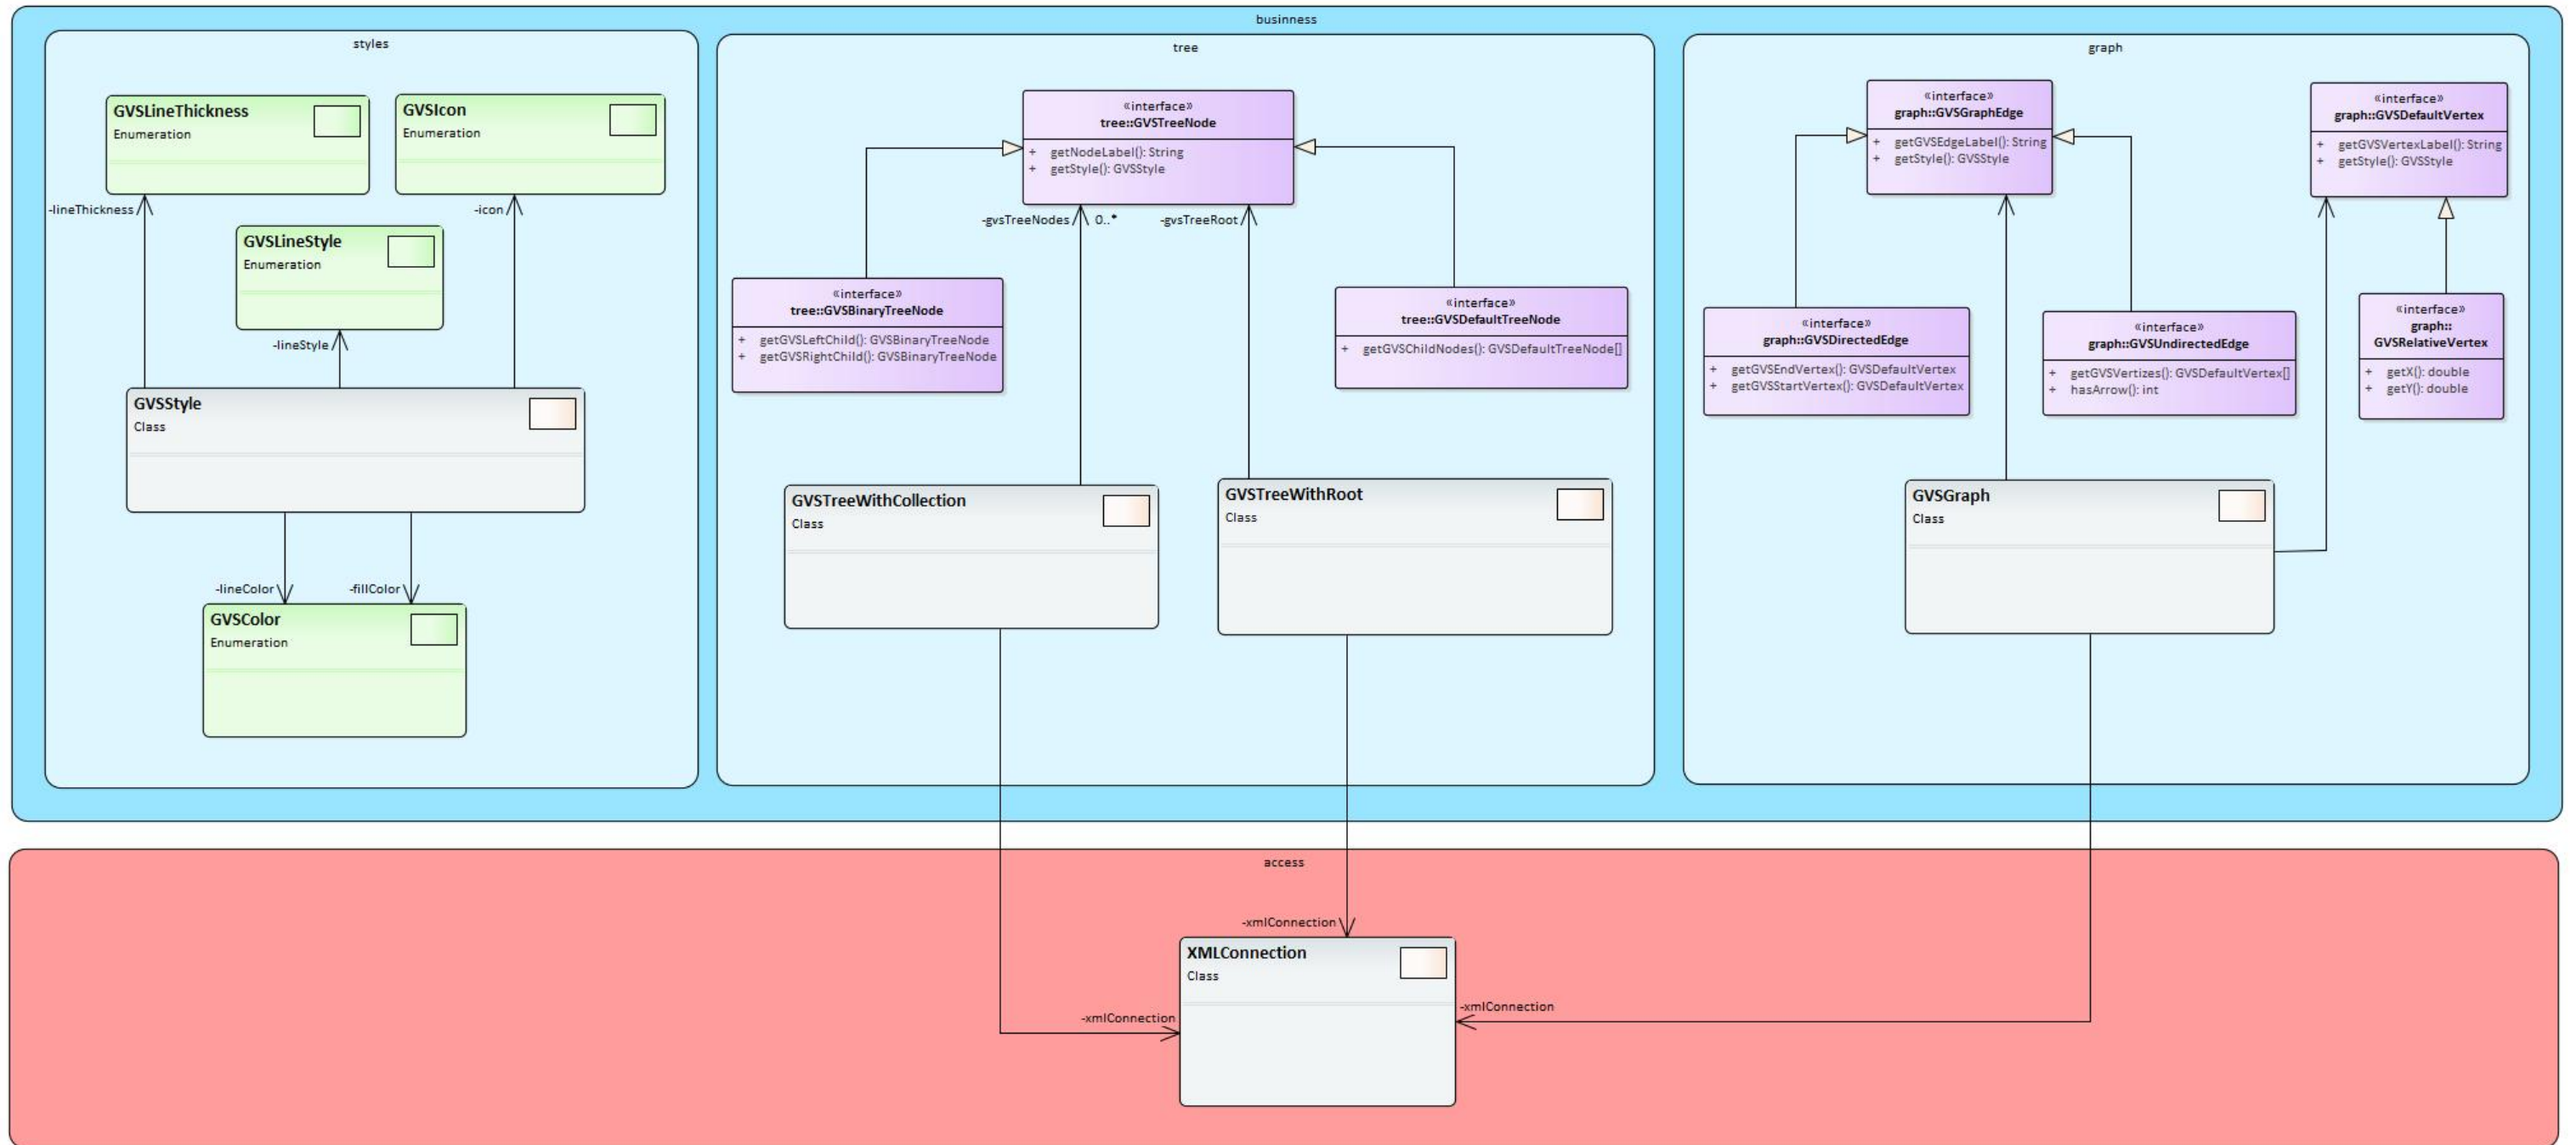 businness
styles
GVSLineThickness
Enumeration
GVSIcon
Enumeration
-lineThickness
-icon
GVSLineStyle
Enumeration
-lineStyle
GVSStyle
Class
-lineColor
-fillColor
GVSColor
Enumeration
tree
«interface»
tree::GVSTreeNode
+ getNodeLabel(): String
+ getStyle(): GVSStyle
-gvsTreeNodes
0..*
-gvsTreeRoot
«interface»
tree::GVSBinaryTreeNode
+ getGVSLeftChild(): GVSBinaryTreeNode
+ getGVSRightChild(): GVSBinaryTreeNode
«interface»
tree::GVSDefaultTreeNode
+ getGVSChildNodes(): GVSDefaultTreeNode[]
GVSTreeWithCollection
Class
GVSTreeWithRoot
Class
graph
«interface»
graph::GVSGraphEdge
+ getGVSEdgeLabel(): String
+ getStyle(): GVSStyle
«interface»
graph::GVSDefaultVertex
+ getGVSVertexLabel(): String
+ getStyle(): GVSStyle
«interface»
graph::GVSDirectedEdge
+ getGVSEndVertex(): GVSDefaultVertex
+ getGVSStartVertex(): GVSDefaultVertex
«interface»
graph::GVSUndirectedEdge
+ getGVSVertizes(): GVSDefaultVertex[]
+ hasArrow(): int
«interface»
graph::
GVSRelativeVertex
+ getX(): double
+ getY(): double
GVSGraph
Class
access
-xmlConnection
XMLConnection
Class
-xmlConnection
-xmlConnection